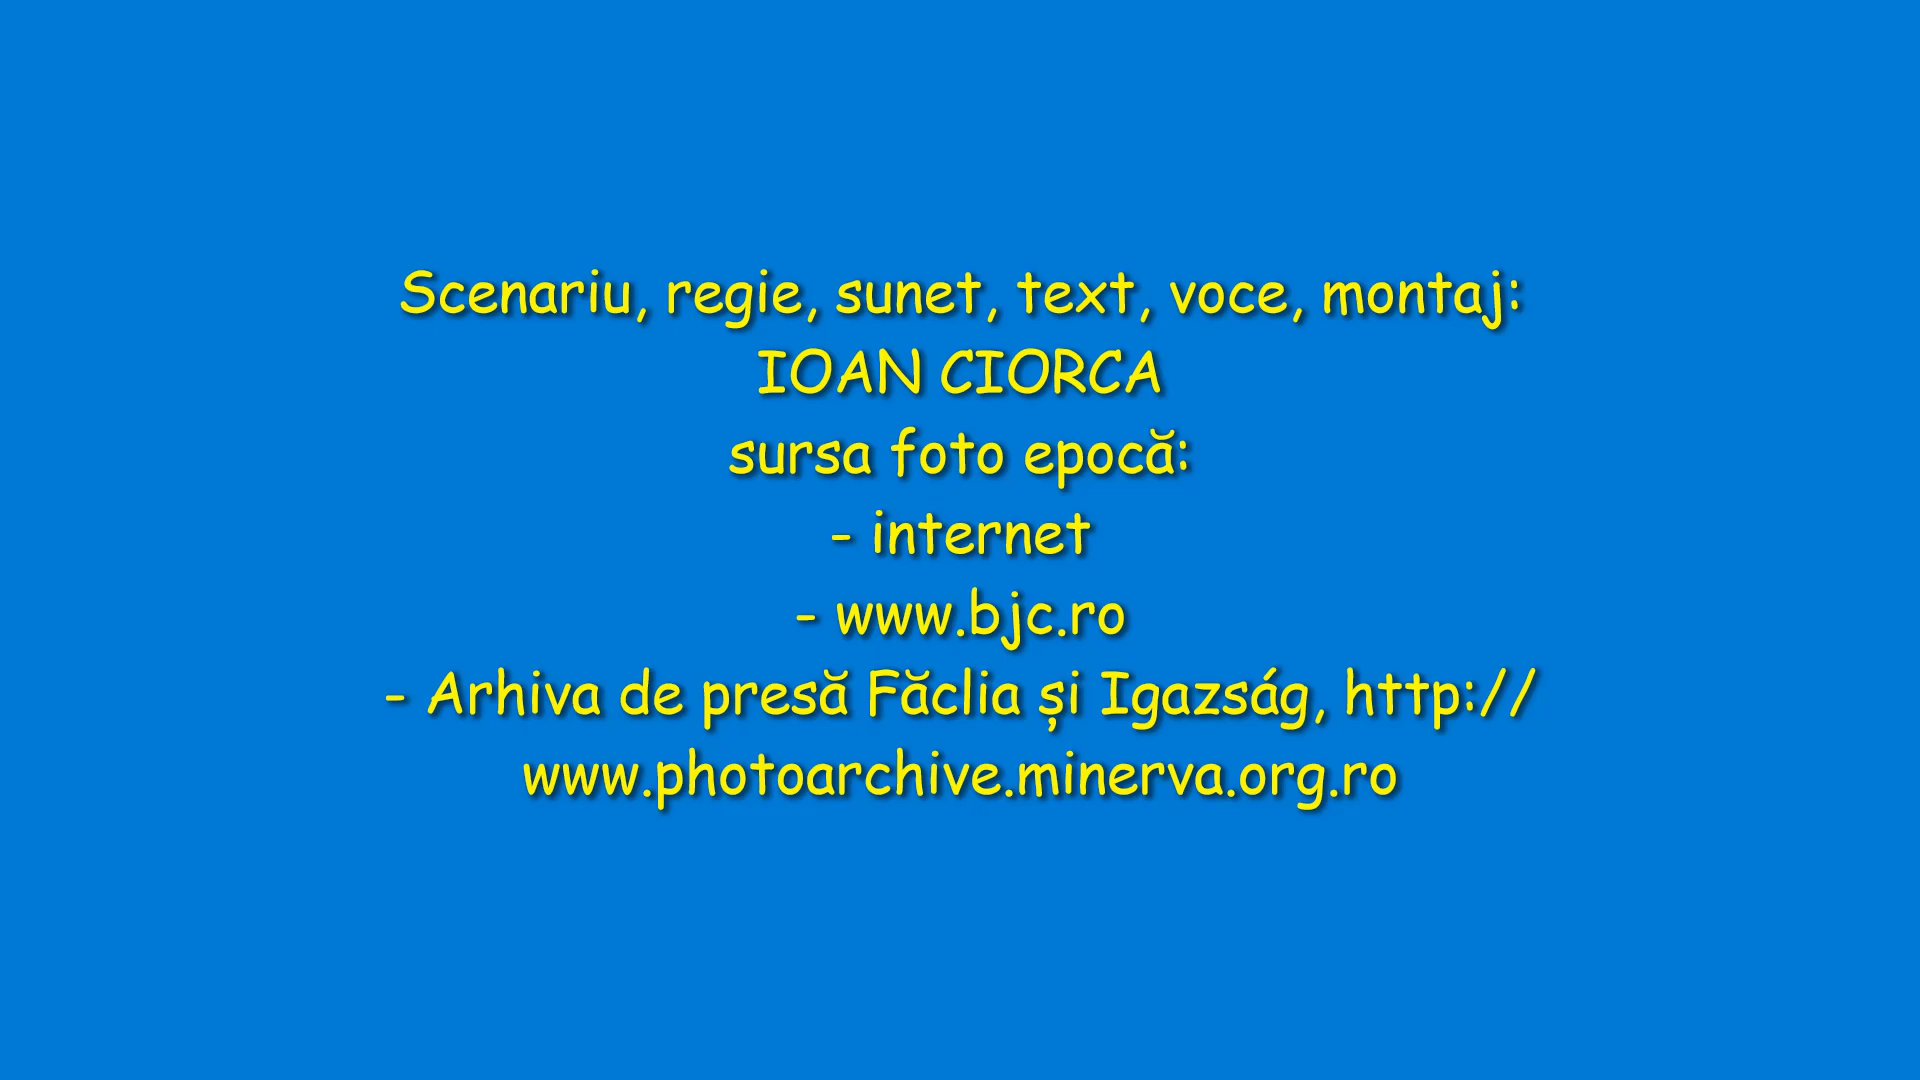 Scenariu, regie, sunet, text, voce, montaj:
IOAN CIORCA
sursa foto epocă:
- internet
- www.bjc.ro
- Arhiva de presă Făclia și Igazság, http://
www.photoarchive.minerva.org.ro